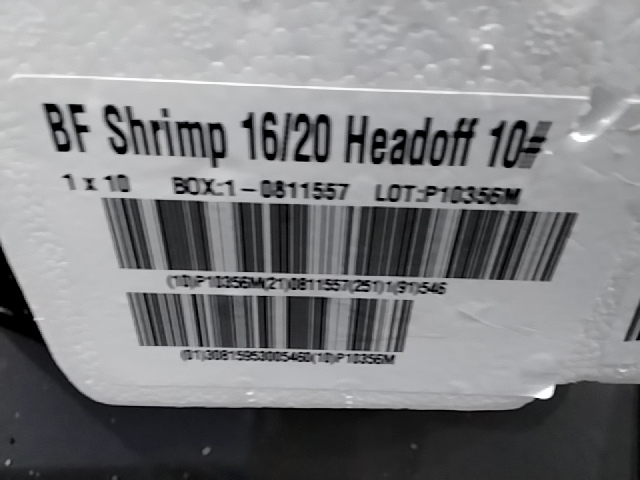 BF Shrimp 16/20 Headoff 10#
1 x 10 BOX:1-0811557 LOT:P10356M
(10)P10356M(21)0811557(251)1(91)546
(01)30815953005460(10)P10356M